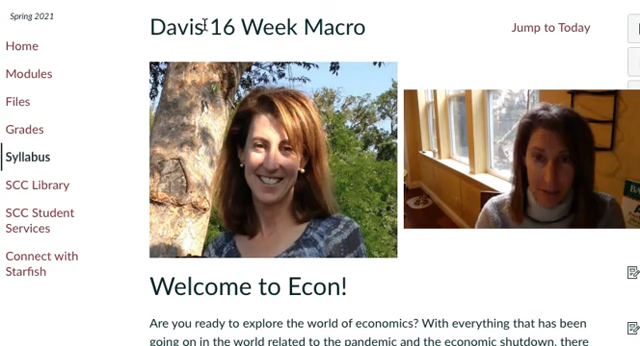 Spring 2021
Home
Modules
Files
Grades
Syllabus
SCC Library
SCC Student
Services
Connect with
Starfish
Davis 16 Week Macro
Jump to Today
Welcome to Econ!
Are you ready to explore the world of economics? With everything that has been
going on in the world related to the pandemic and the economic shutdown, there